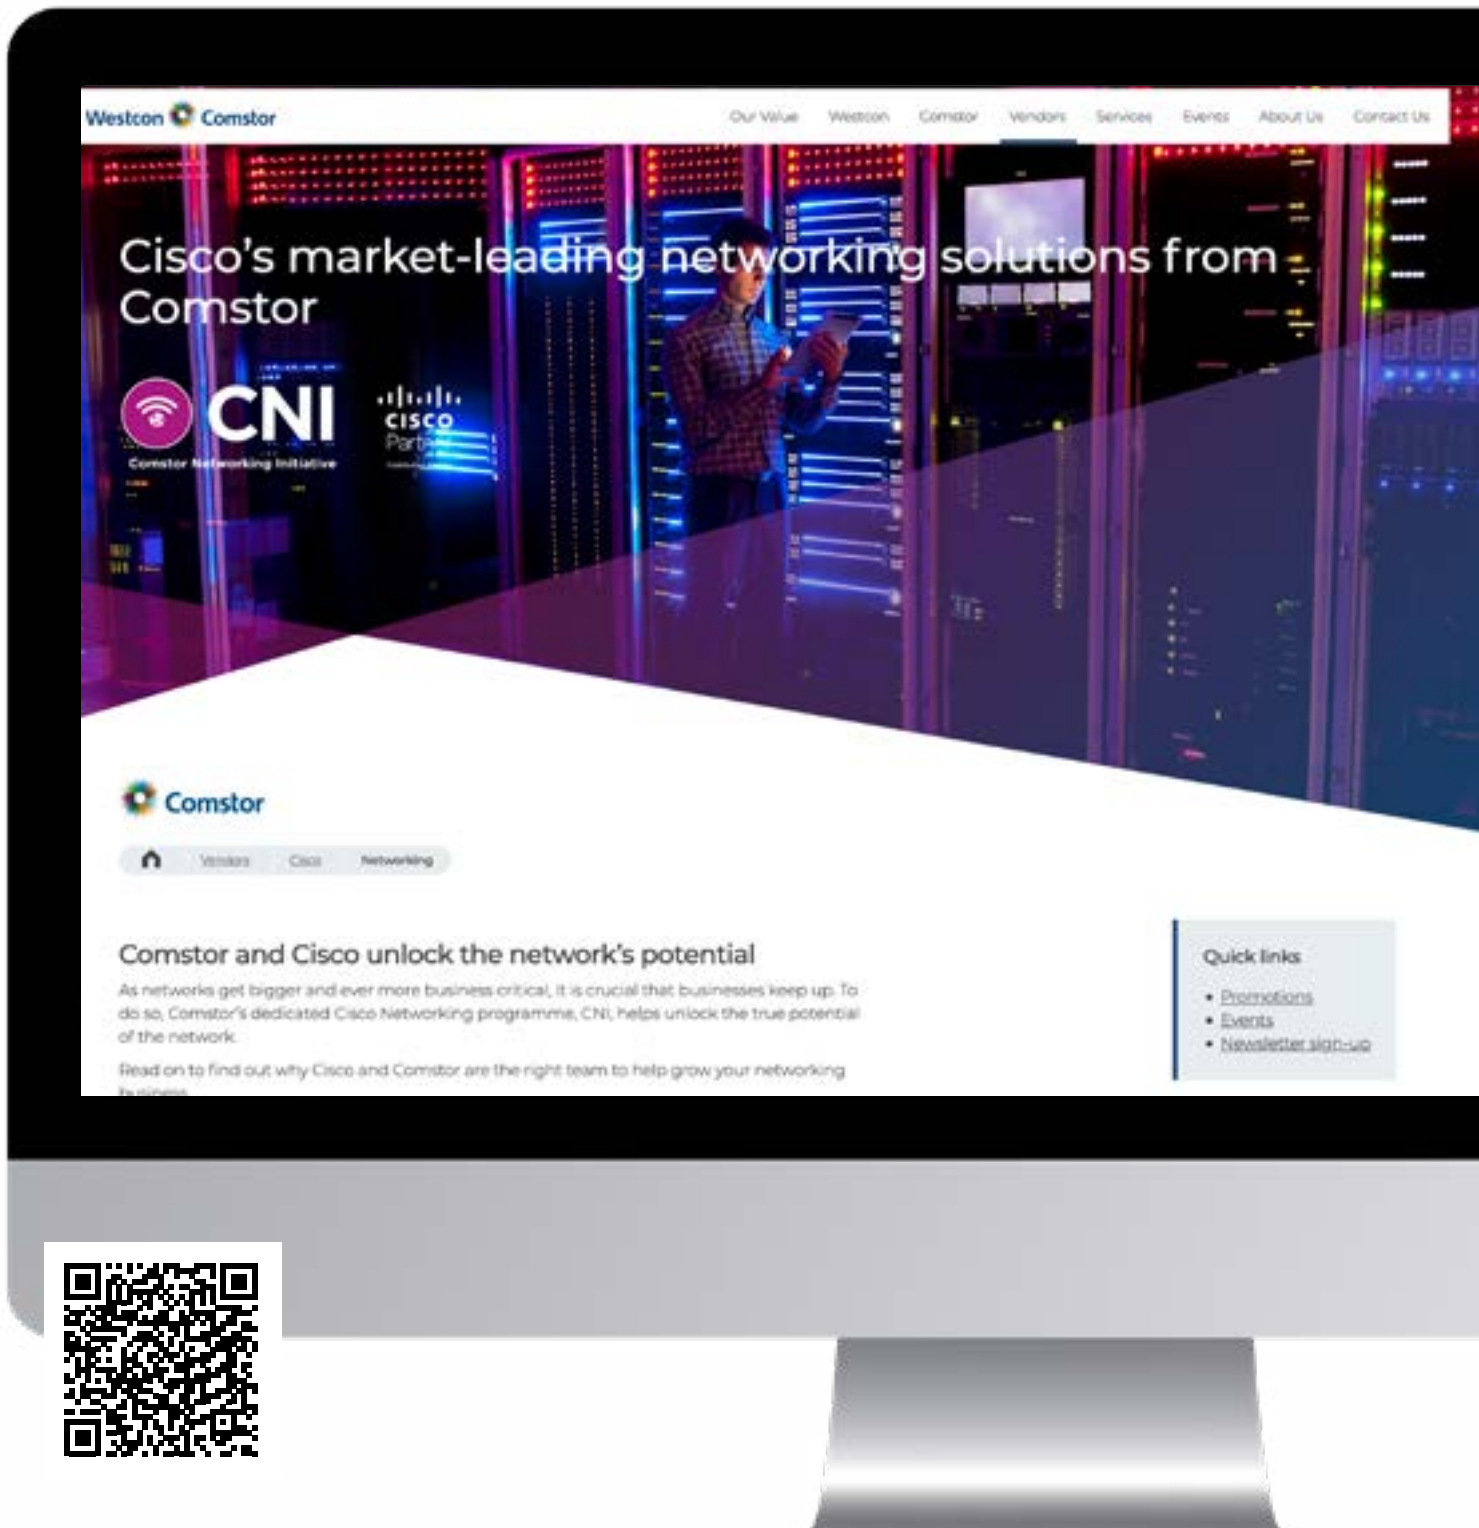 Westcon Comstor
Our Value Westcon Comstor Vendors Services Events About Us Contact Us
Cisco's market-leading networking solutions from
Comstor
CNI
Comstor Networking Initiative
CISCO
Partner
Comstor
Vendors Cisco Networking
Comstor and Cisco unlock the network's potential
As networks get bigger and ever more business critical, it is crucial that businesses keep up. To
do so, Comstor's dedicated Cisco Networking programme, CNI, helps unlock the true potential
of the network.
Read on to find out why Cisco and Comstor are the right team to help grow your networking
business.
Quick links
• Promotions
• Events
• Newsletter sign-up